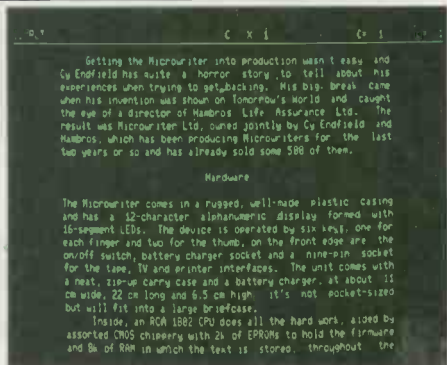 C X i
Getting the Microwriter into production wasn t easy and
Cy Endfield has quite a horror story to tell about his
experiences when trying to get backing. His big break came
when his invention was shown on Tomorrow's World and caught
the eye of a director of Hambros Life Assurance Ltd. The
result was Microwriter Ltd, owned jointly by Cy Endfield and
Hambros, which has been producing Microwriters for the last
two years or so and has already sold some 500 of them.
Hardware
The Microwriter comes in a rugged, well-made plastic casing
and has a 12-character alphanumeric display formed with
16-segment LEDs. The device is operated by six keys, one for
each finger and two for the thumb, on the front edge are the
on/off switch, battery charger socket and a nine-pin socket
for the tape, TV and printer interfaces. The unit comes with
a neat, zip-up carry case and a battery charger, at about 11
cm wide, 22 cm long and 6.5 cm high it's not pocket-sized
but will fit into a large briefcase.
Inside, an RCA 1802 CPU does all the hard work, aided by
assorted CMOS chippery with 2k of EPROMs to hold the firmware
and 8k of RAM in which the text is stored, throughout the